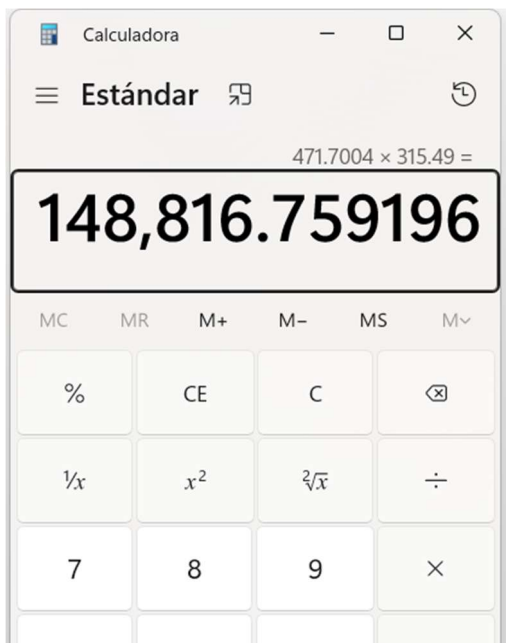 Calculadora
Estándar
471.7004 × 315.49 =
148,816.759196
MC MR M+ M− MS M˅
% CE C
¹/x x² ²√x ÷
7 8 9 ×